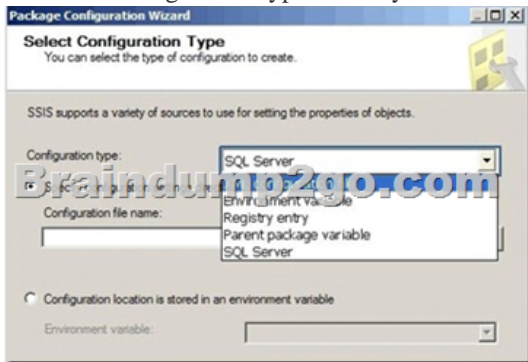 Package Configuration Wizard
Select Configuration Type
You can select the type of configuration to create.
SSIS supports a variety of sources to use for setting the properties of objects.
Configuration type:
SQL Server
Braindump2go.com
Environment variable
Registry entry
Parent package variable
SQL Server
Configuration file name:
Configuration location is stored in an environment variable
Environment variable: